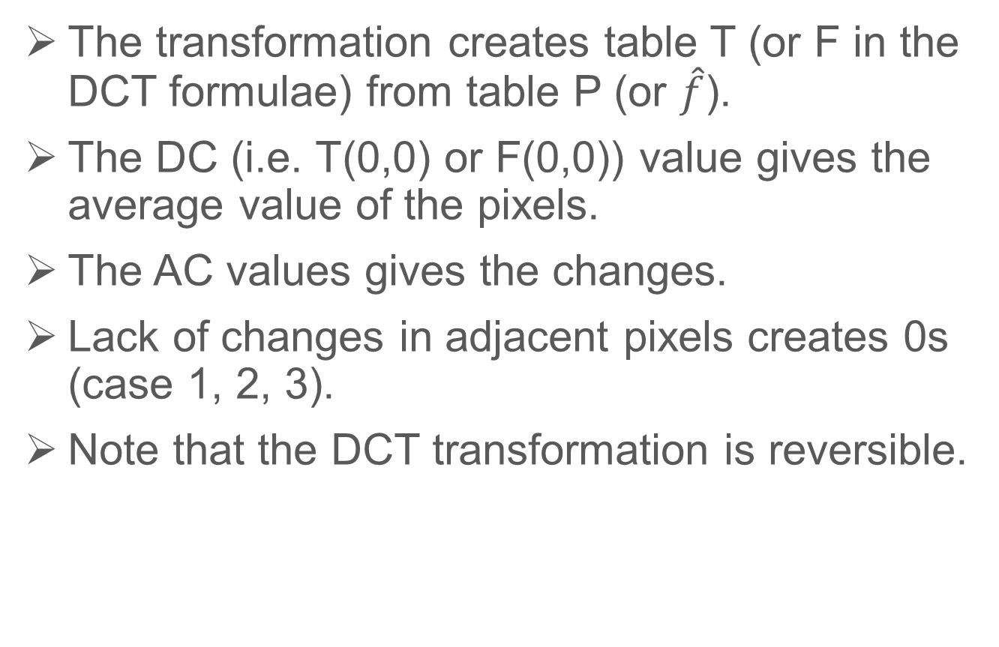 ➢ The transformation creates table T (or F in the
DCT formulae) from table P (or f̂ ).
➢ The DC (i.e. T(0,0) or F(0,0)) value gives the
average value of the pixels.
➢ The AC values gives the changes.
➢ Lack of changes in adjacent pixels creates 0s
(case 1, 2, 3).
➢ Note that the DCT transformation is reversible.